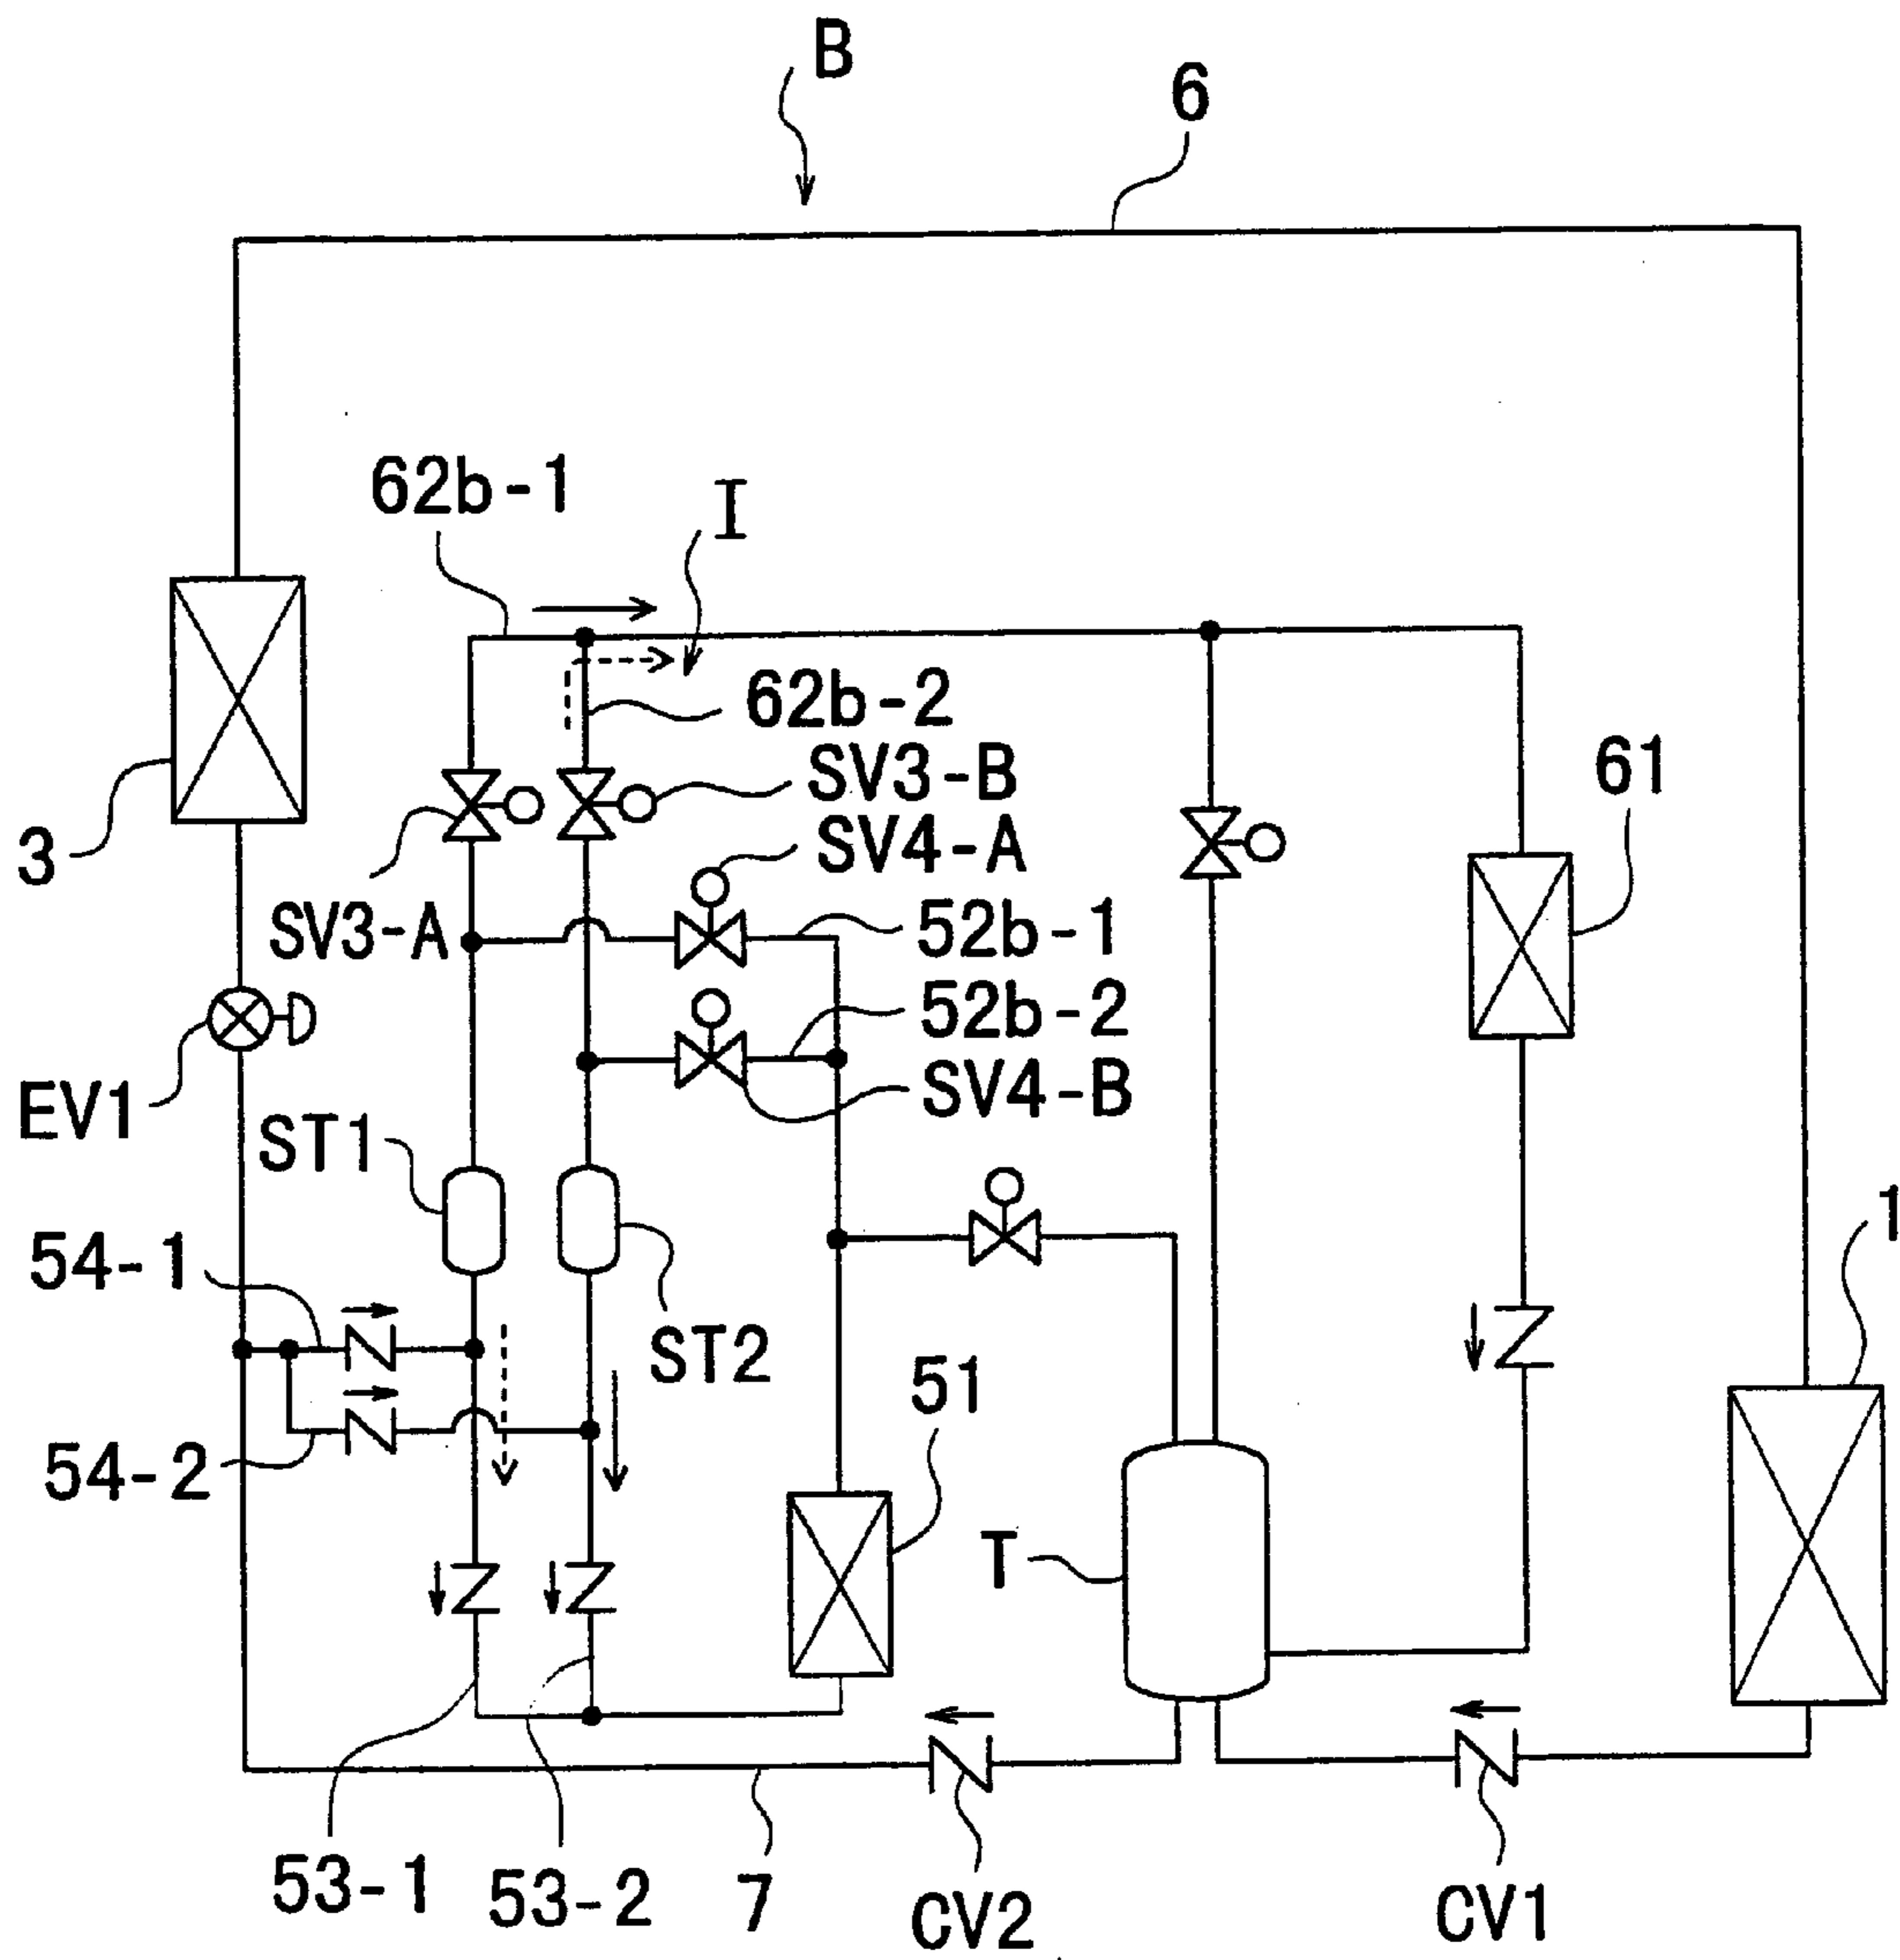 B
6
62b-1
I
62b-2
SV3-B
61
3
SV4-A
SV3-A
52b-1
52b-2
EV1
SV4-B
ST1
1
54-1
ST2
51
54-2
T
53-1
53-2
7
CV2
CV1